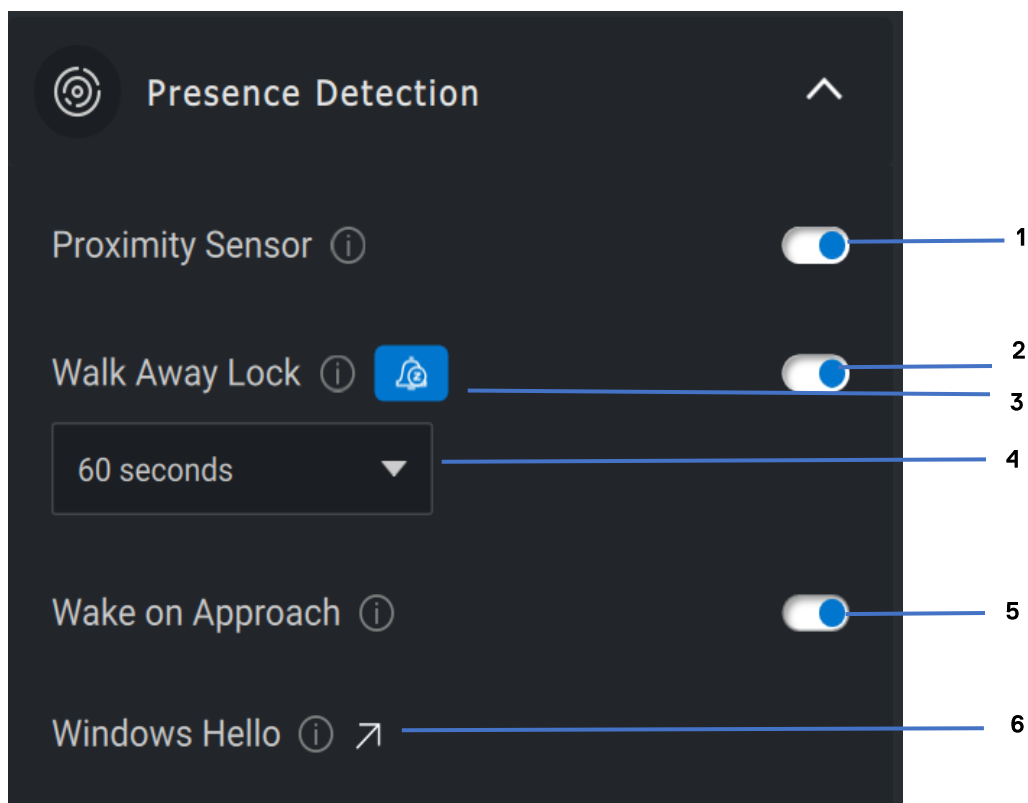 Presence Detection
Proximity Sensor
1
Walk Away Lock
2
3
60 seconds
4
Wake on Approach
5
Windows Hello
6